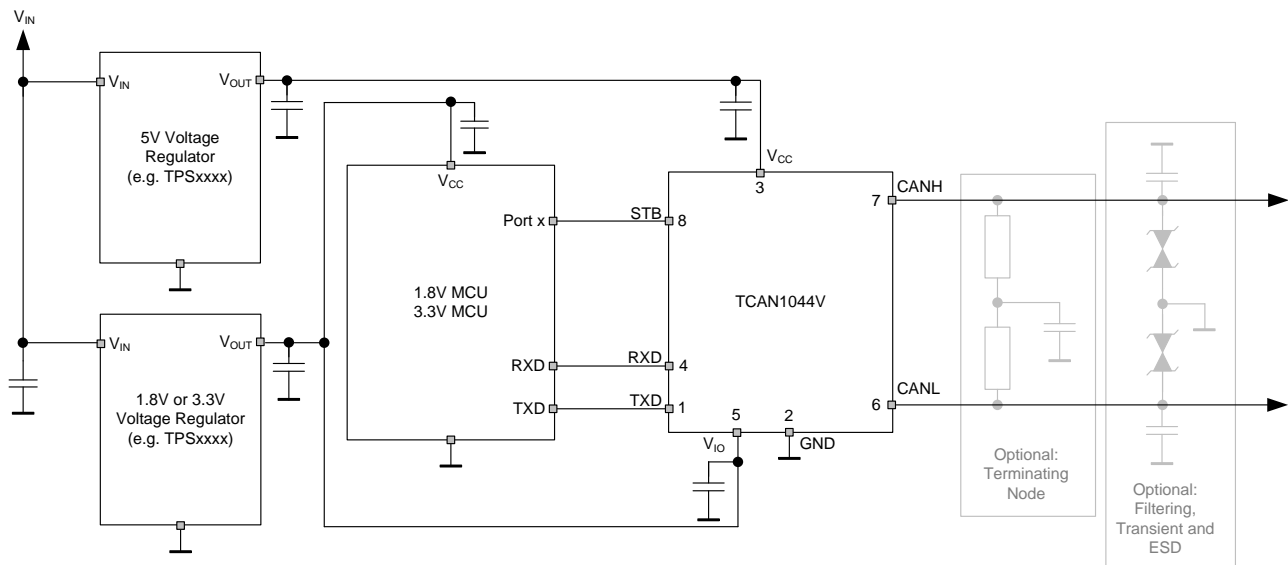 VIN
VIN
VOUT
5V Voltage
Regulator
(e.g. TPSxxxx)
VIN
VOUT
1.8V or 3.3V
Voltage Regulator
(e.g. TPSxxxx)
VCC
Port x
1.8V MCU
3.3V MCU
RXD
TXD
STB
RXD
TXD
VCC
3
8
4
1
TCAN1044V
7
CANH
6
CANL
5
2
VIO
GND
Optional:
Terminating
Node
Optional:
Filtering,
Transient and
ESD